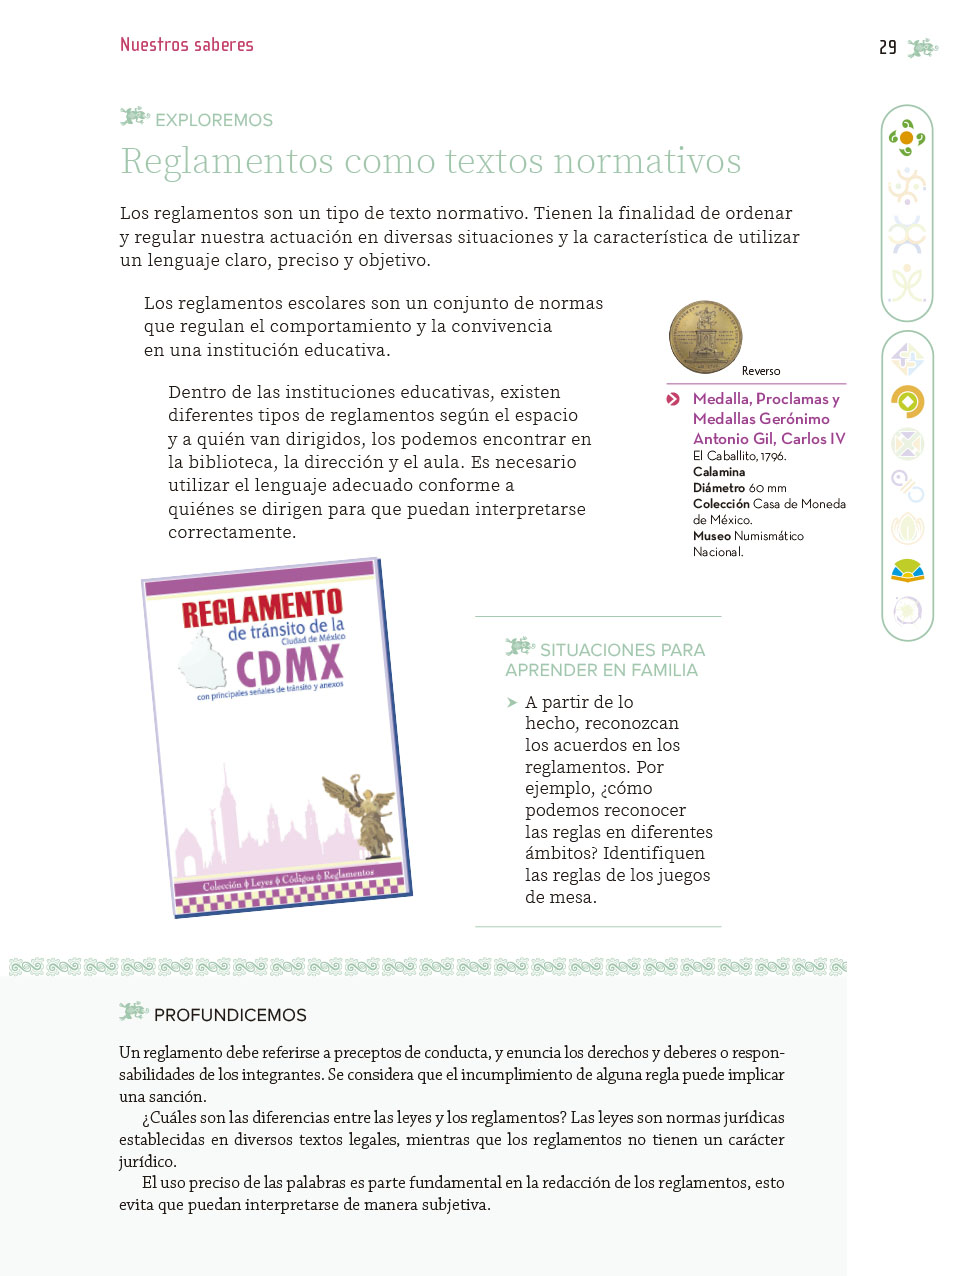 Nuestros saberes
29
EXPLOREMOS
Reglamentos como textos normativos
Los reglamentos son un tipo de texto normativo. Tienen la finalidad de ordenar
y regular nuestra actuación en diversas situaciones y la característica de utilizar
un lenguaje claro, preciso y objetivo.
Los reglamentos escolares son un conjunto de normas
que regulan el comportamiento y la convivencia
en una institución educativa.
Dentro de las instituciones educativas, existen
diferentes tipos de reglamentos según el espacio
y a quién van dirigidos, los podemos encontrar en
la biblioteca, la dirección y el aula. Es necesario
utilizar el lenguaje adecuado conforme a
quiénes se dirigen para que puedan interpretarse
correctamente.
Reverso
Medalla, Proclamas y
Medallas Gerónimo
Antonio Gil, Carlos IV
El Caballito, 1796.
Calamina
Diámetro 60 mm
Colección Casa de Moneda
de México.
Museo Numismático
Nacional.
REGLAMENTO
de tránsito de la
Ciudad de México
CDMX
con principales señales de tránsito y anexos
Colección Leyes Códigos Reglamentos
SITUACIONES PARA
APRENDER EN FAMILIA
A partir de lo
hecho, reconozcan
los acuerdos en los
reglamentos. Por
ejemplo, ¿cómo
podemos reconocer
las reglas en diferentes
ámbitos? Identifiquen
las reglas de los juegos
de mesa.
PROFUNDICEMOS
Un reglamento debe referirse a preceptos de conducta, y enuncia los derechos y deberes o respon-
sabilidades de los integrantes. Se considera que el incumplimiento de alguna regla puede implicar
una sanción.
¿Cuáles son las diferencias entre las leyes y los reglamentos? Las leyes son normas jurídicas
establecidas en diversos textos legales, mientras que los reglamentos no tienen un carácter
jurídico.
El uso preciso de las palabras es parte fundamental en la redacción de los reglamentos, esto
evita que puedan interpretarse de manera subjetiva.